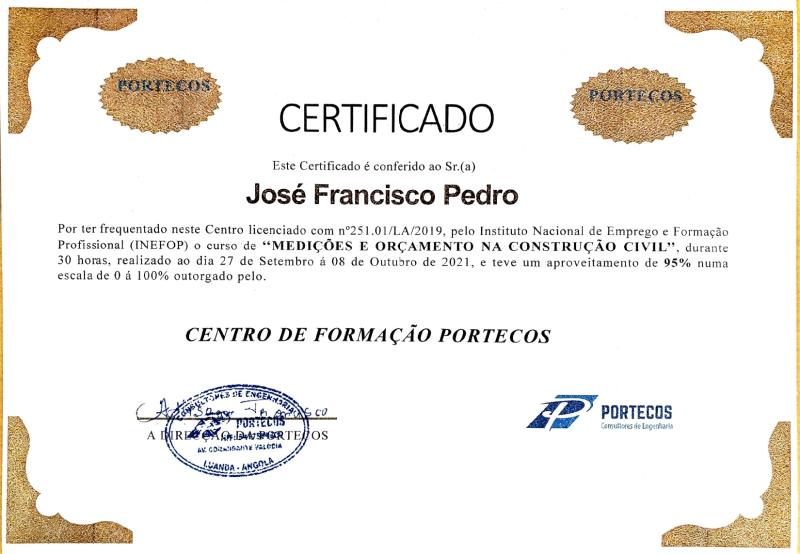 PORTECOS
PORTECOS
CERTIFICADO
Este Certificado é conferido ao Sr.(a)
José Francisco Pedro
Por ter frequentado neste Centro licenciado com nº251.01/LA/2019, pelo Instituto Nacional de Emprego e Formação
Profissional (INEFOP) o curso de “MEDIÇÕES E ORÇAMENTO NA CONSTRUÇÃO CIVIL”, durante
30 horas, realizado ao dia 27 de Setembro á 08 de Outubro de 2021, e teve um aproveitamento de 95% numa
escala de 0 á 100% outorgado pelo.
CENTRO DE FORMAÇÃO PORTECOS
CONSULTORES DE ENGENHARIA
PORTECOS
A DIRECÇÃO DA PORTECOS
AV. COMANDANTE VALODIA
LUANDA - ANGOLA
PORTECOS
Consultores de Engenharia